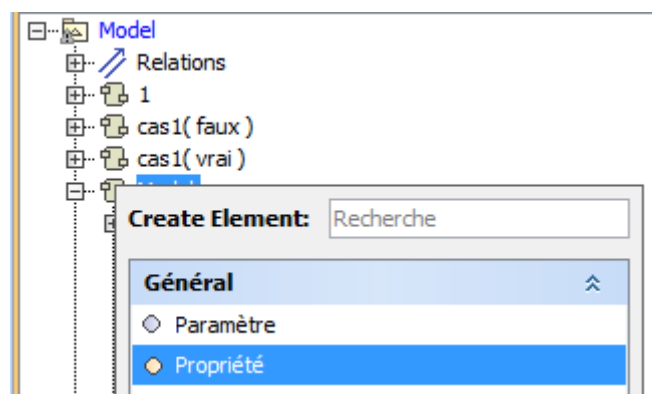 Model
Relations
1
cas1( faux )
cas1( vrai )
Create Element: Recherche
Général
Paramètre
Propriété